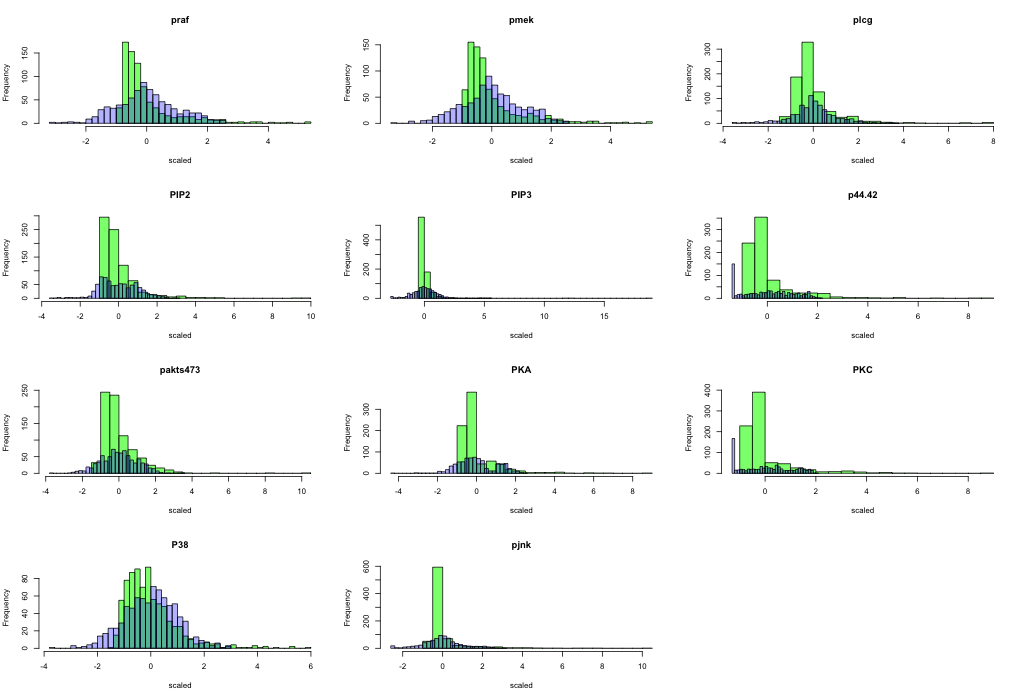 praf
Frequency
0 50 100 150
-2 0 2 4
scaled
pmek
Frequency
0 50 100 150
-2 0 2 4
scaled
plcg
Frequency
0 100 200 300
-4 -2 0 2 4 6 8
scaled
PIP2
Frequency
0 50 150 250
-4 -2 0 2 4 6 8 10
scaled
PIP3
Frequency
0 200 400
0 5 10 15
scaled
p44.42
Frequency
0 100 200 300
0 2 4 6 8
scaled
pakts473
Frequency
0 50 150 250
-4 -2 0 2 4 6 8 10
scaled
PKA
Frequency
0 100 200 300
-4 -2 0 2 4 6 8
scaled
PKC
Frequency
0 100 200 300 400
0 2 4 6 8
scaled
P38
Frequency
0 20 40 60 80
-4 -2 0 2 4 6
scaled
pjnk
Frequency
0 200 400 600
-2 0 2 4 6 8 10
scaled